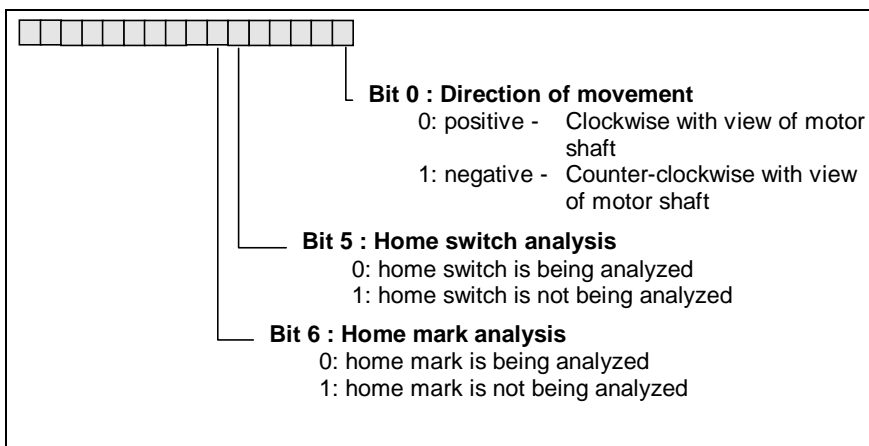 Bit 0 : Direction of movement
0: positive - Clockwise with view of motor
shaft
1: negative - Counter-clockwise with view
of motor shaft
Bit 5 : Home switch analysis
0: home switch is being analyzed
1: home switch is not being analyzed
Bit 6 : Home mark analysis
0: home mark is being analyzed
1: home mark is not being analyzed